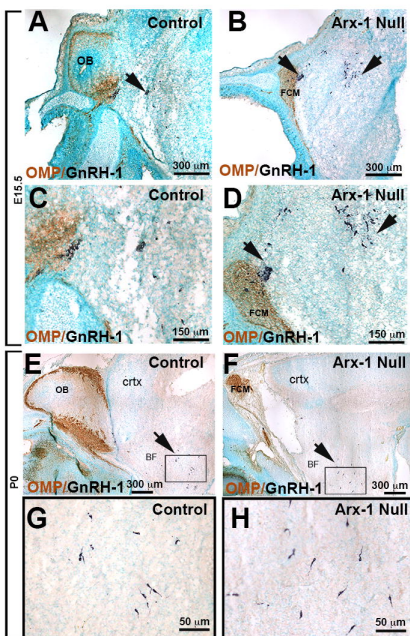 A Control
OB
300 µm
OMP/GnRH-1
B Arx-1 Null
FCM
300 µm
OMP/GnRH-1
E15.5
C Control
OMP/GnRH-1
150 µm
D Arx-1 Null
FCM
OMP/GnRH-1
150 µm
P0
E Control
OB
crtx
BF
OMP/GnRH-1
300 µm
F Arx-1 Null
FCM
crtx
BF
OMP/GnRH-1
300 µm
G Control
50 µm
H Arx-1 Null
50 µm